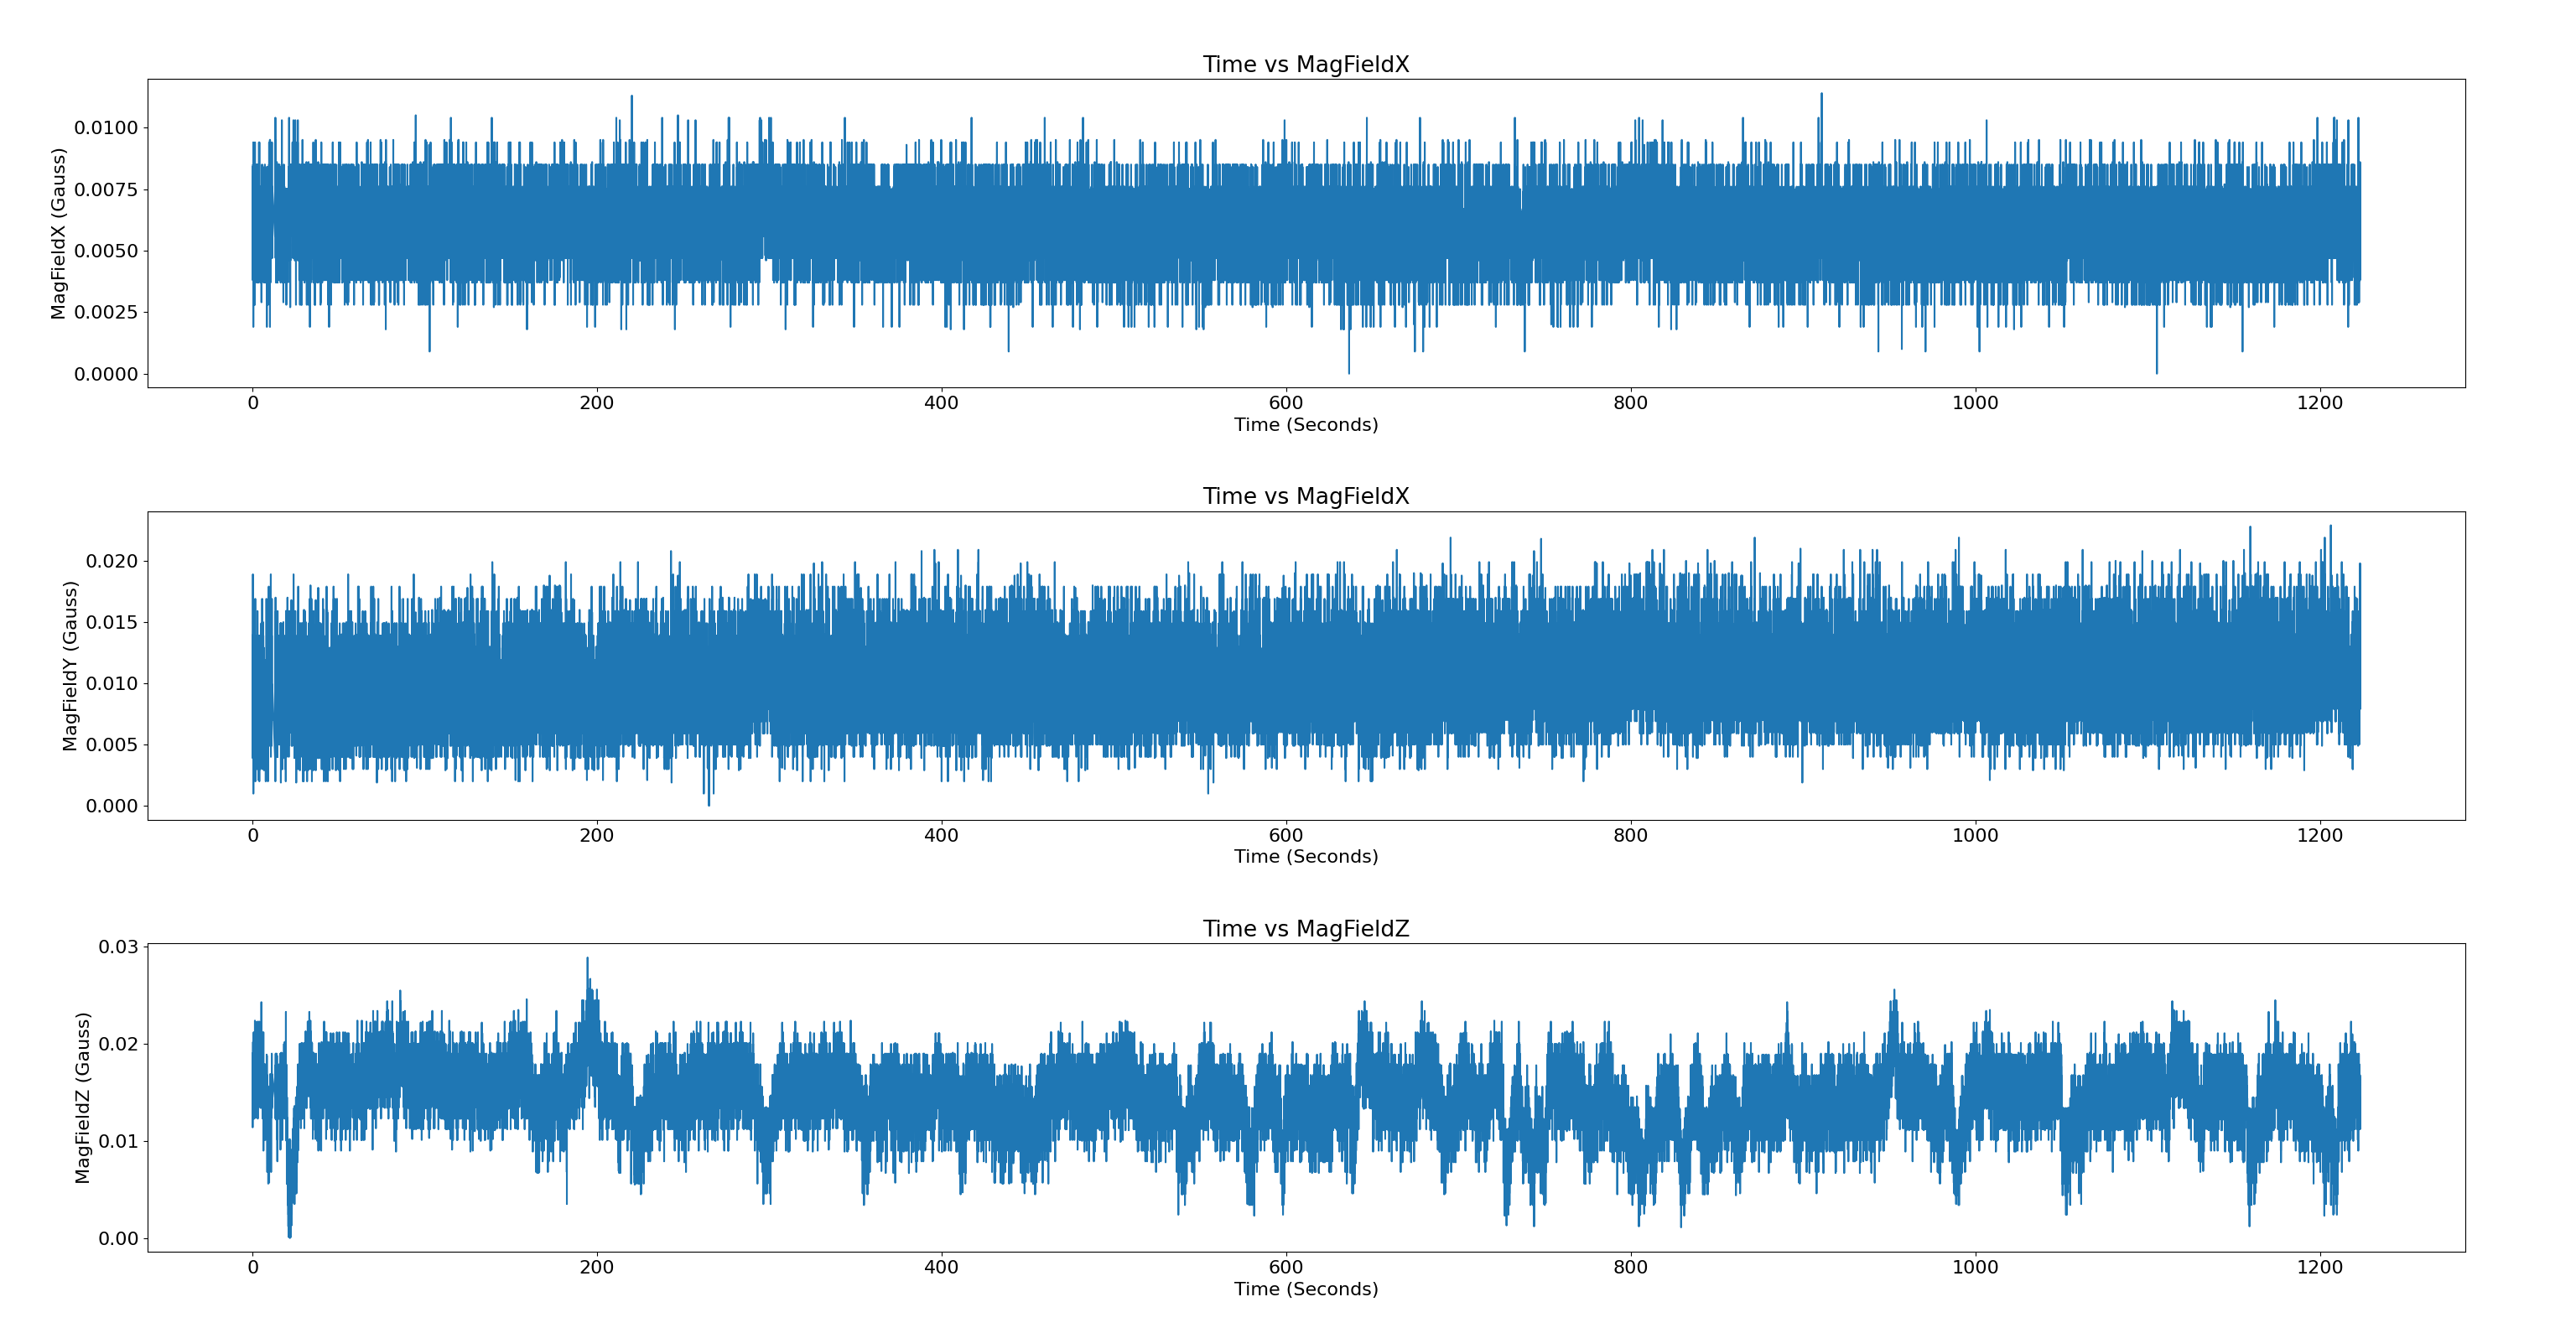 Time vs MagFieldX
MagFieldX (Gauss)
0.0100
0.0075
0.0050
0.0025
0.0000
0 200 400 600 800 1000 1200
Time (Seconds)
Time vs MagFieldX
MagFieldY (Gauss)
0.020
0.015
0.010
0.005
0.000
0 200 400 600 800 1000 1200
Time (Seconds)
Time vs MagFieldZ
MagFieldZ (Gauss)
0.03
0.02
0.01
0.00
0 200 400 600 800 1000 1200
Time (Seconds)